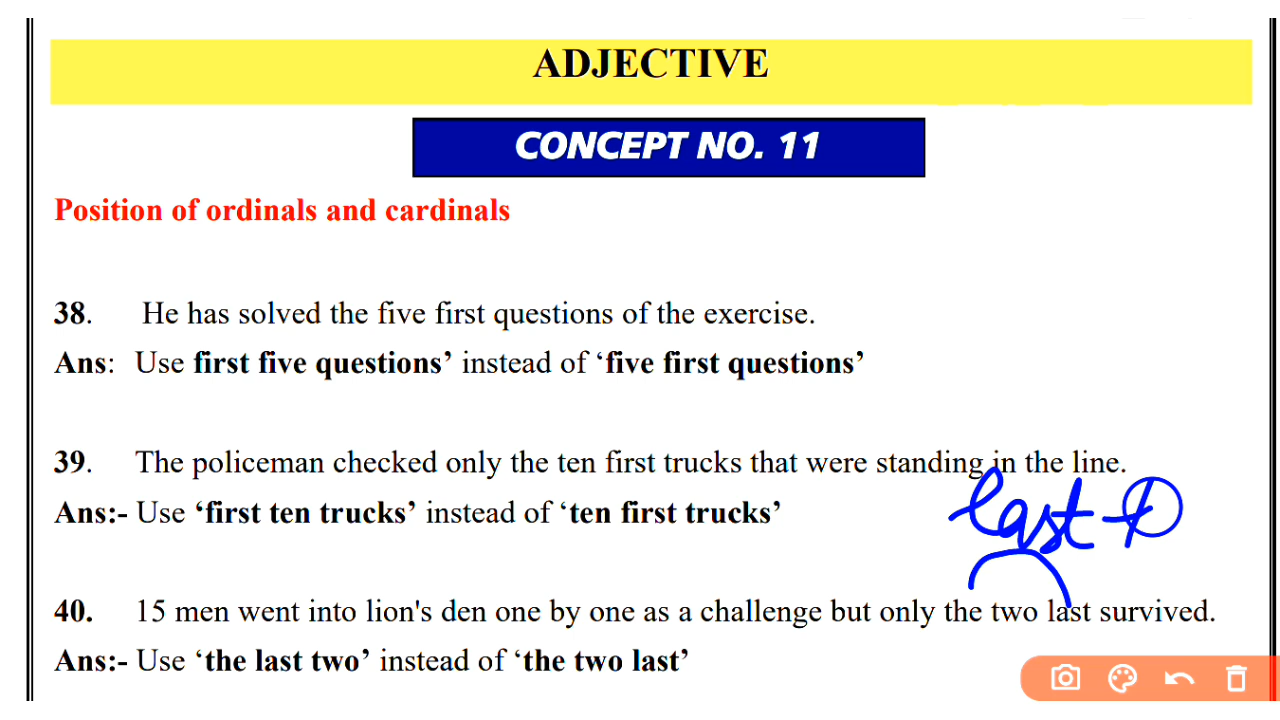 ADJECTIVE
CONCEPT NO. 11
Position of ordinals and cardinals
38. He has solved the five first questions of the exercise.
Ans: Use first five questions’ instead of ‘five first questions’
39. The policeman checked only the ten first trucks that were standing in the line.
Ans:- Use ‘first ten trucks’ instead of ‘ten first trucks’
last
40. 15 men went into lion's den one by one as a challenge but only the two last survived.
Ans:- Use ‘the last two’ instead of ‘the two last’